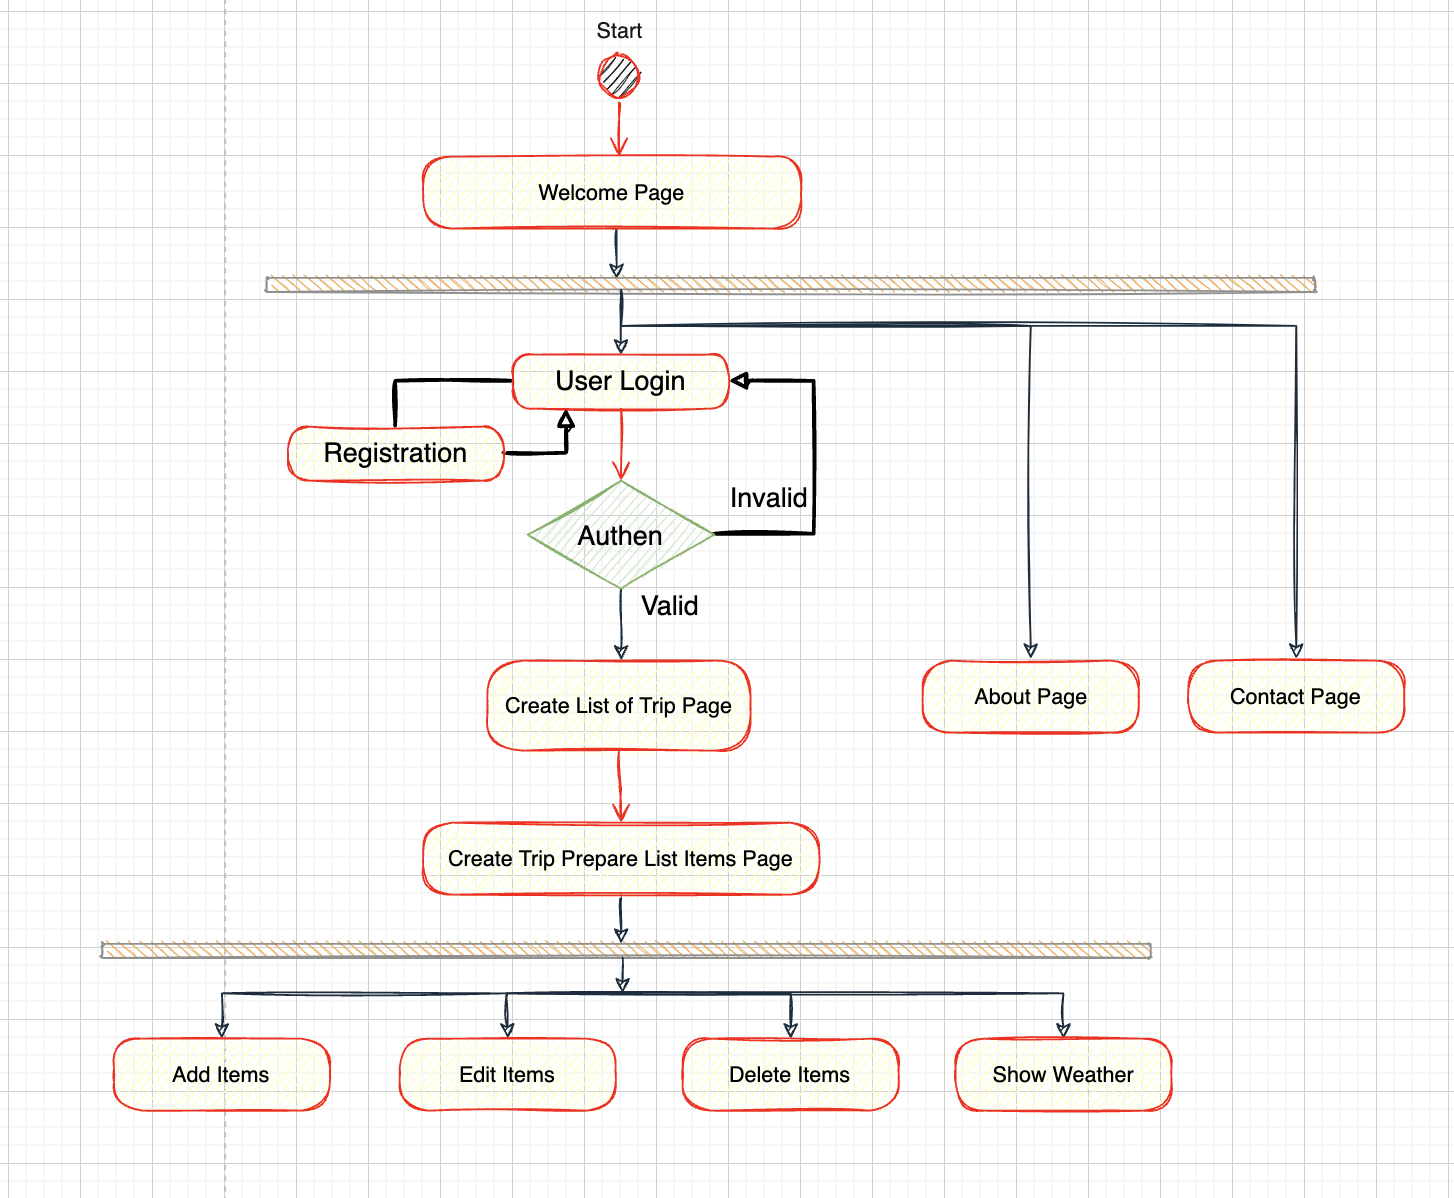 Start
Welcome Page
User Login
Registration
Invalid
Authen
Valid
Create List of Trip Page
About Page
Contact Page
Create Trip Prepare List Items Page
Add Items
Edit Items
Delete Items
Show Weather